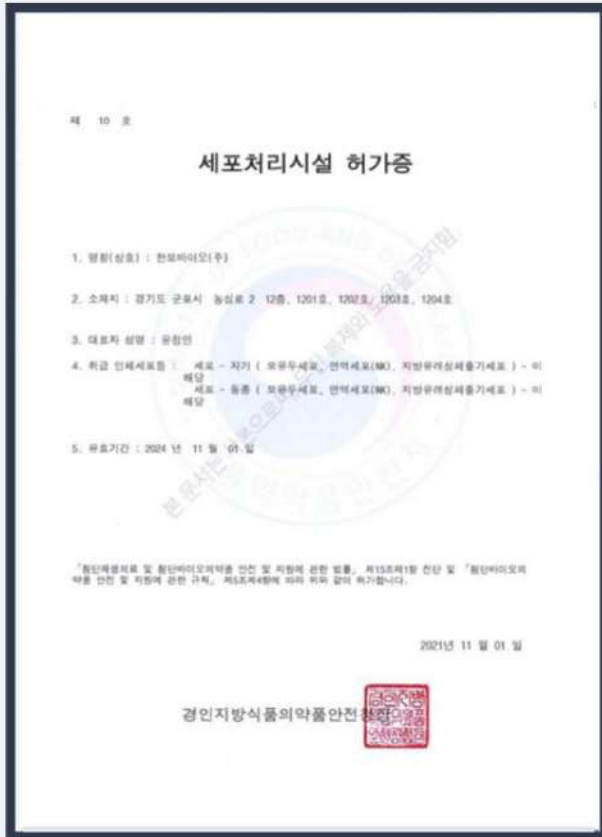 제 10 호
세포처리시설 허가증
1. 명칭(상호) : 한모바이오(주)
2. 소재지 : 경기도 군포시 농심로 2 12층, 1201호, 1202호, 1203호, 1204호
3. 대표자 성명 : 윤정인
4. 취급 인체세포등 : 세포 - 자기 ( 모유두세포, 면역세포(NK), 지방유래성체줄기세포 ) - 이
해당
세포 - 동종 ( 모유두세포, 면역세포(NK), 지방유래성체줄기세포 ) - 이
해당
5. 유효기간 : 2024 년 11 월 01 일
「첨단재생의료 및 첨단바이오의약품 안전 및 지원에 관한 법률」 제15조제1항 전단 및 「첨단바이오의
약품 안전 및 지원에 관한 규칙」 제5조제4항에 따라 위와 같이 허가합니다.
2021년 11 월 01 일
경인지방식품의약품안전청장